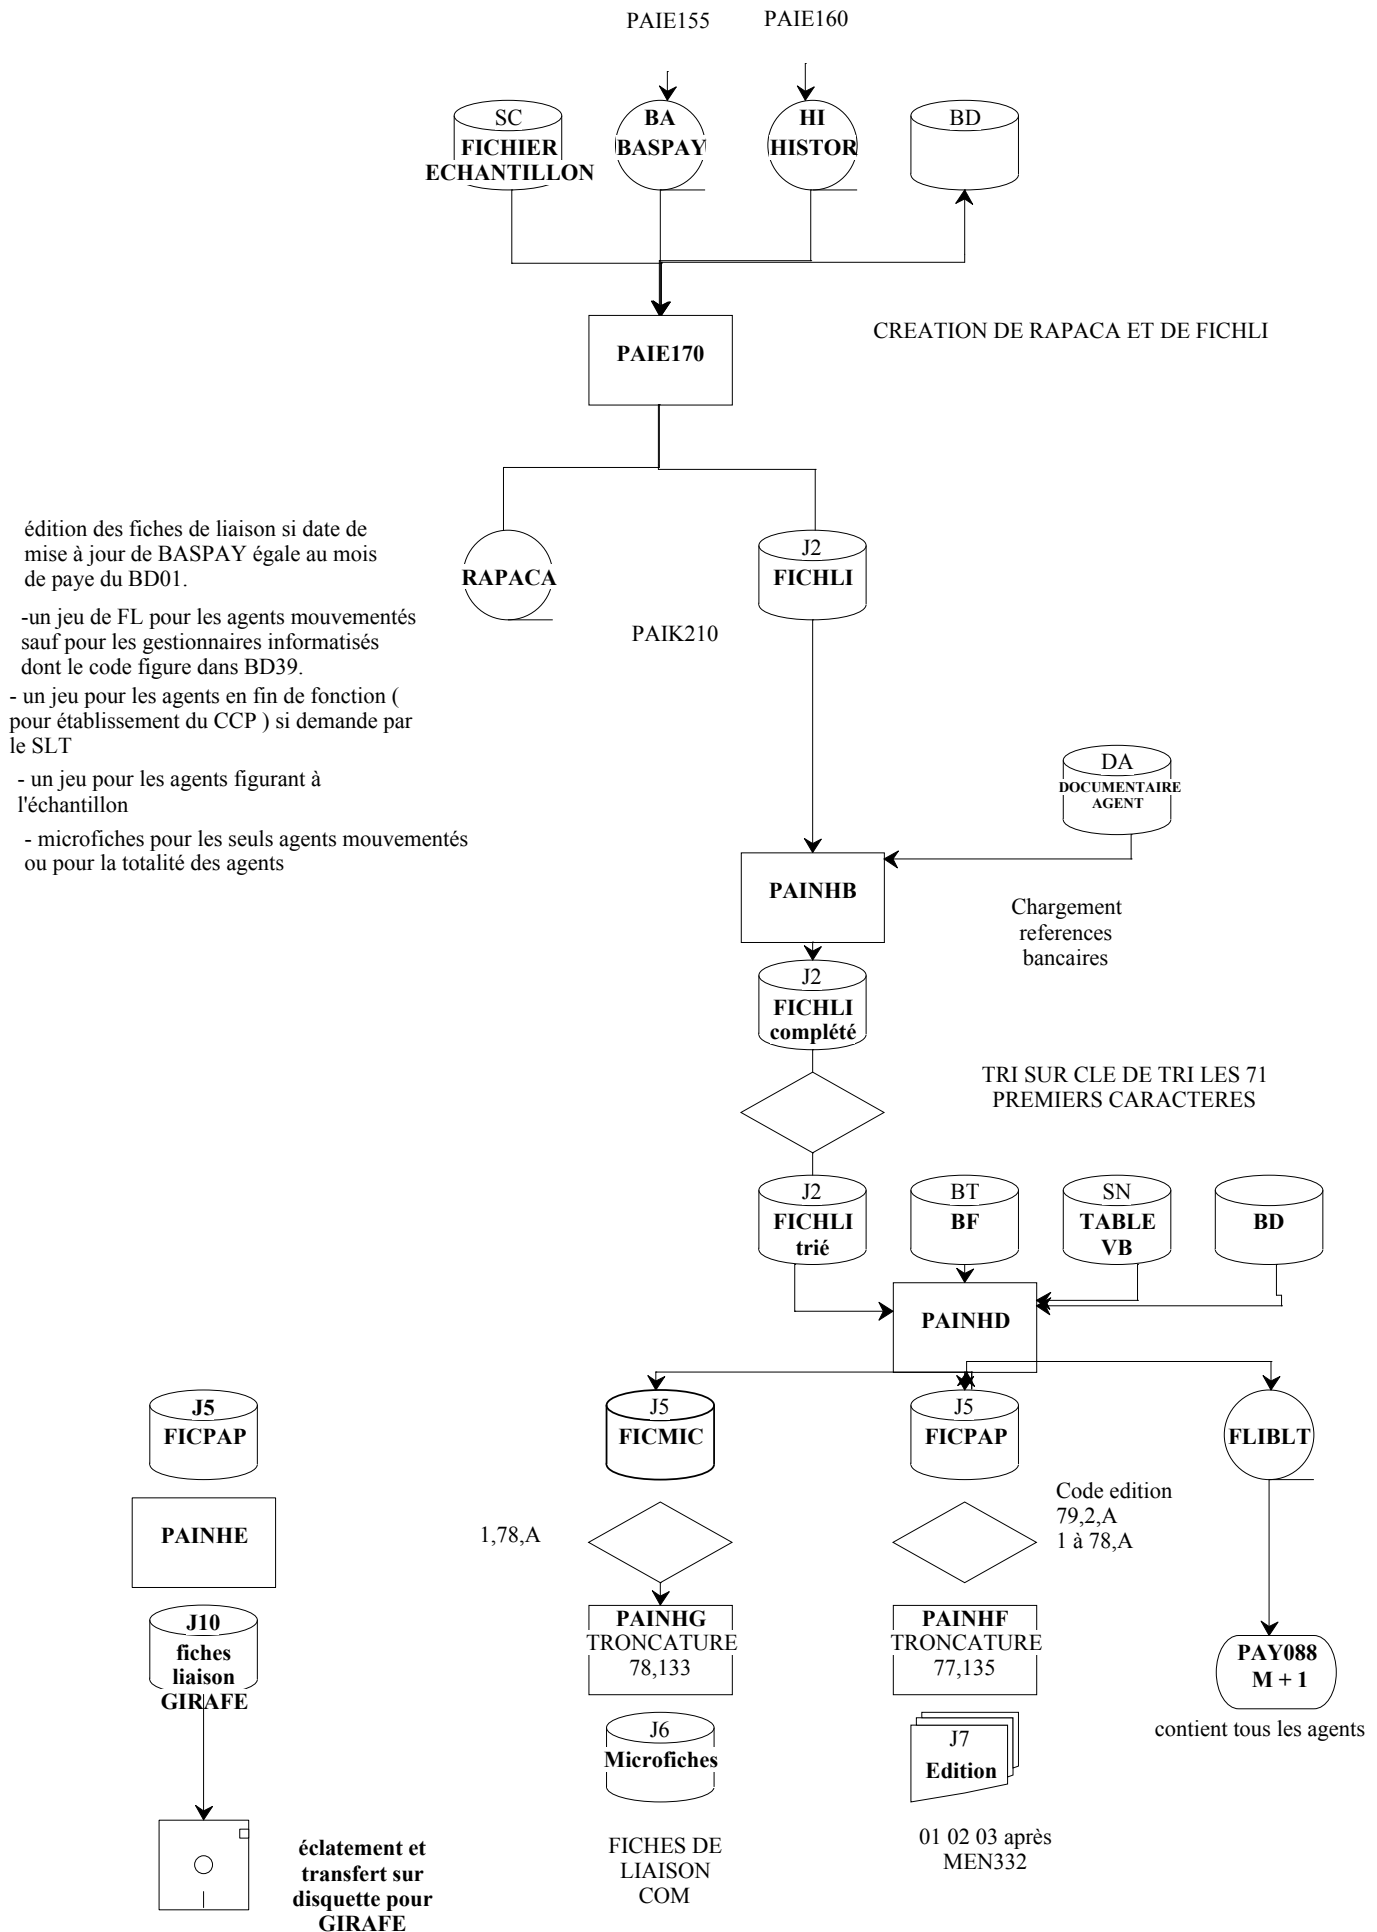 PAIE155
PAIE160
SC
FICHIER
ECHANTILLON
BA
BASPAY
HI
HISTOR
BD
PAIE170
CREATION DE RAPACA ET DE FICHLI
édition des fiches de liaison si date de
mise à jour de BASPAY égale au mois
de paye du BD01.
-un jeu de FL pour les agents mouvementés
sauf pour les gestionnaires informatisés
dont le code figure dans BD39.
- un jeu pour les agents en fin de fonction (
pour établissement du CCP ) si demande par
le SLT
- un jeu pour les agents figurant à
l'échantillon
- microfiches pour les seuls agents mouvementés
ou pour la totalité des agents
RAPACA
J2
FICHLI
PAIK210
DA
DOCUMENTAIRE
AGENT
PAINHB
Chargement
references
bancaires
J2
FICHLI
complété
TRI SUR CLE DE TRI LES 71
PREMIERS CARACTERES
J2
FICHLI
trié
BT
BF
SN
TABLE
VB
BD
PAINHD
J5
FICPAP
J5
FICMIC
J5
FICPAP
FLIBLT
PAINHE
1,78,A
Code edition
79,2,A
1 à 78,A
J10
fiches
liaison
GIRAFE
PAINHG
TRONCATURE
78,133
PAINHF
TRONCATURE
77,135
PAY088
M + 1
contient tous les agents
J6
Microfiches
J7
Edition
éclatement et
transfert sur
disquette pour
GIRAFE
FICHES DE
LIAISON
COM
01 02 03 après
MEN332